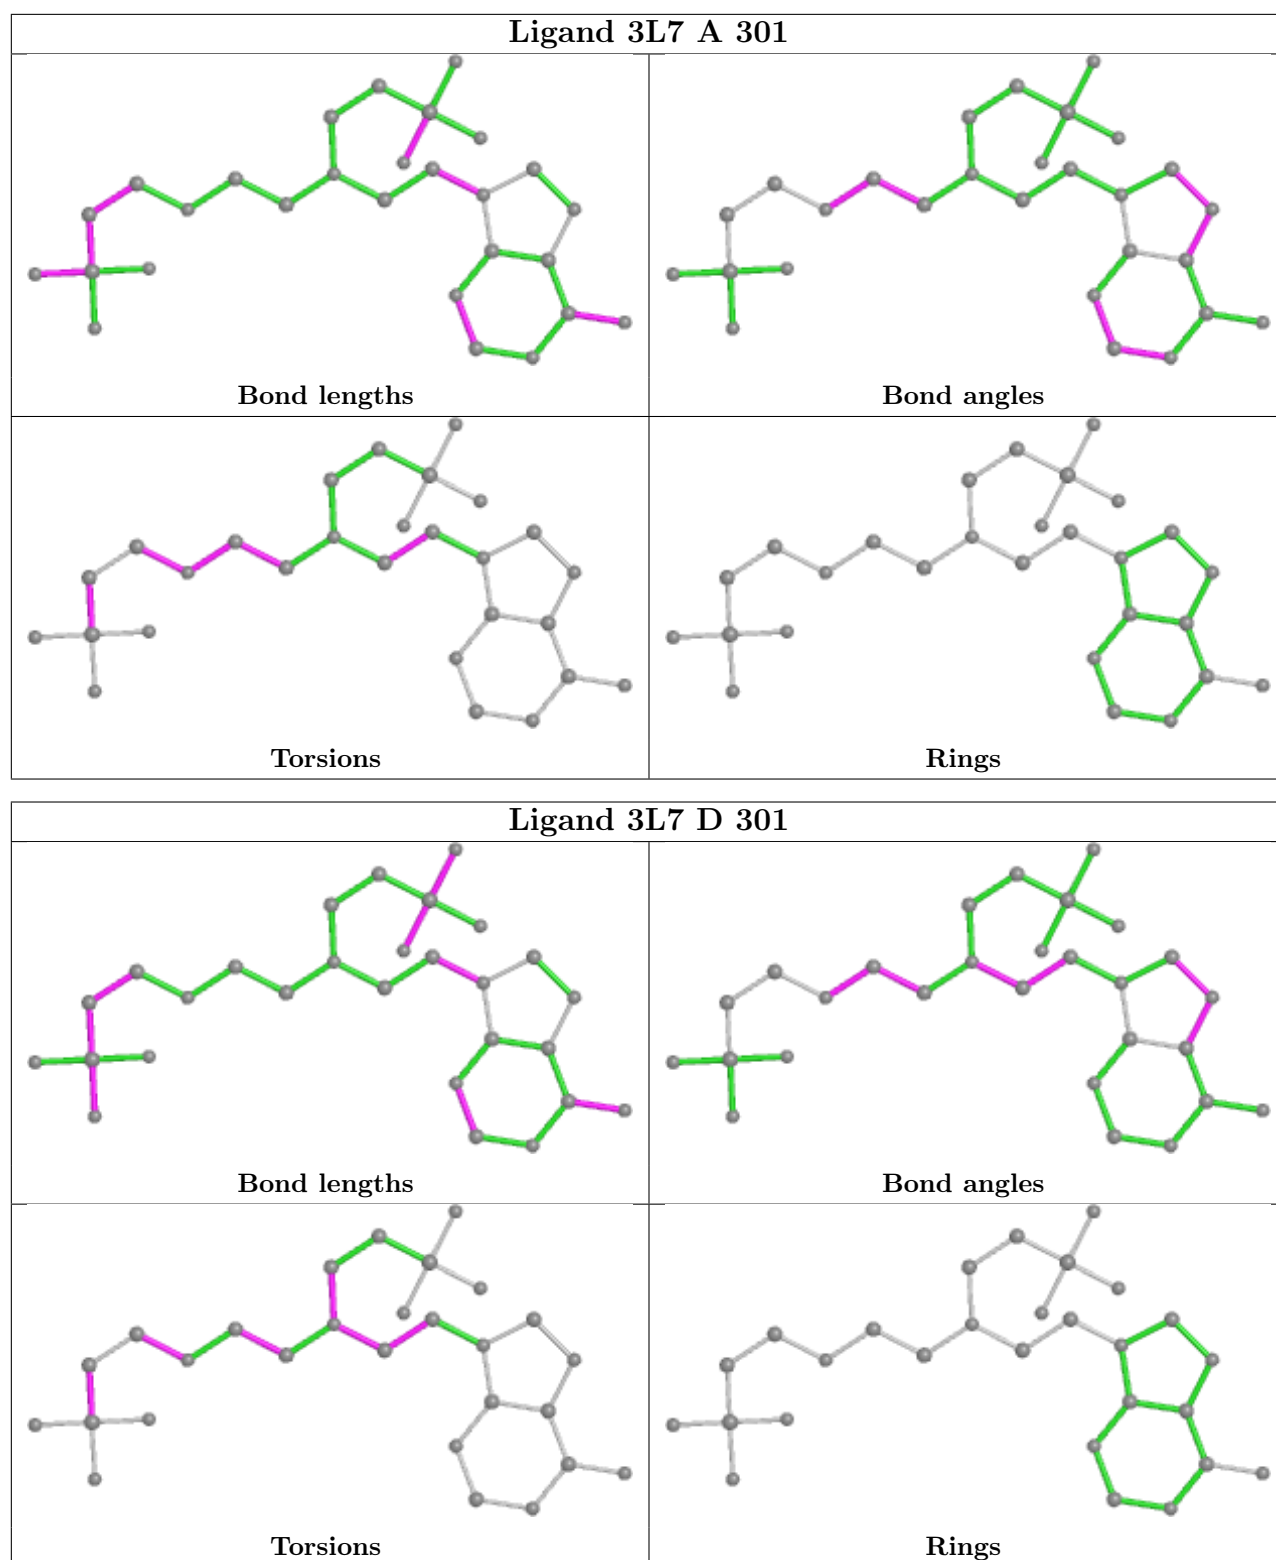 Ligand 3L7 A 301
Bond lengths
Bond angles
Torsions
Rings
Ligand 3L7 D 301
Bond lengths
Bond angles
Torsions
Rings